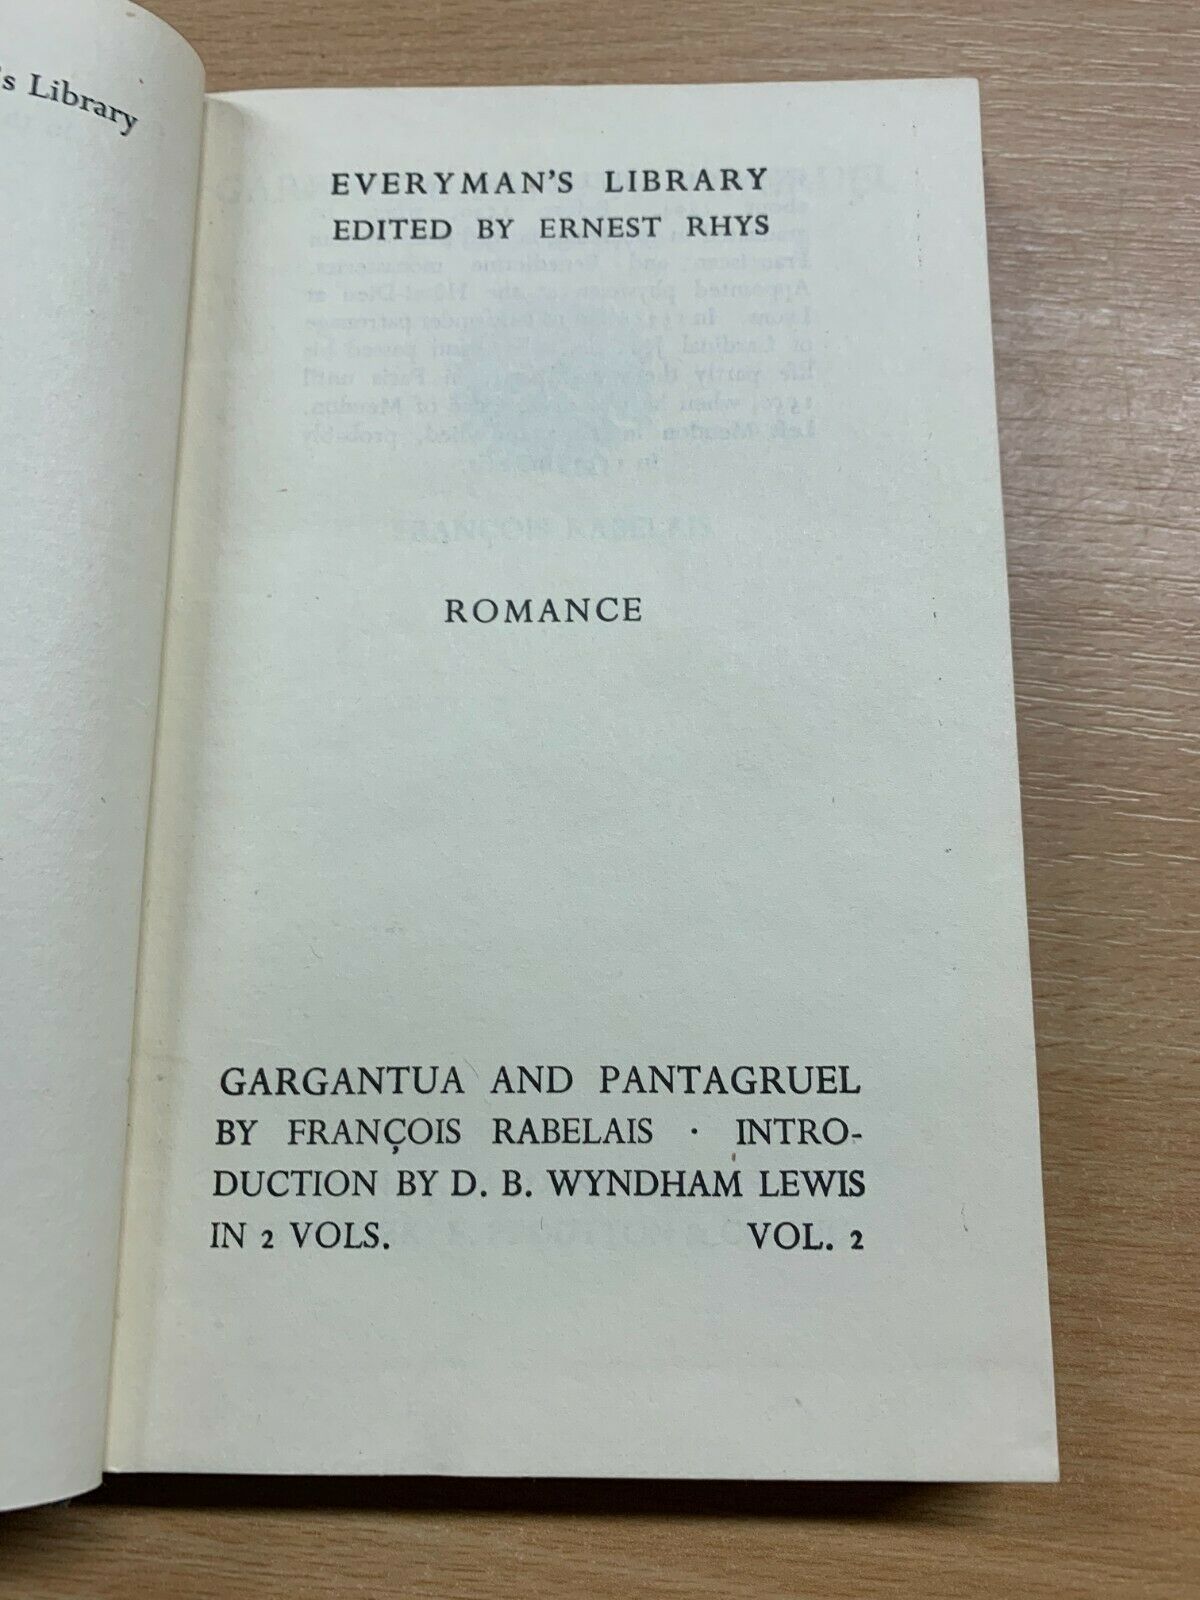 's Library
EVERYMAN'S LIBRARY
EDITED BY ERNEST RHYS
ROMANCE
GARGANTUA AND PANTAGRUEL
BY FRANÇOIS RABELAIS · INTRO-
DUCTION BY D. B. WYNDHAM LEWIS
IN 2 VOLS. VOL. 2